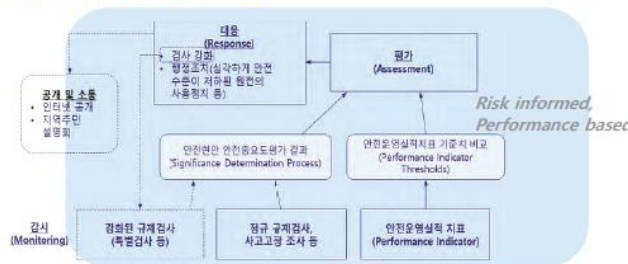 대응
(Response)
• 검사 강화
• 행정조치(심각하게 안전
수준이 저하된 원전의
사용정지 등)
평가
(Assessment)
공개 및 소통
• 인터넷 공개
• 지역주민
설명회
Risk informed,
Performance based
안전현안 안전중요도평가 결과
(Significance Determination Process)
안전운영실적지표 기준치 비교
(Performance Indicator
Thresholds)
감시
(Monitoring)
강화된 규제검사
(특별검사 등)
정규 규제검사,
사고고장 조사 등
안전운영실적 지표
(Performance Indicator)